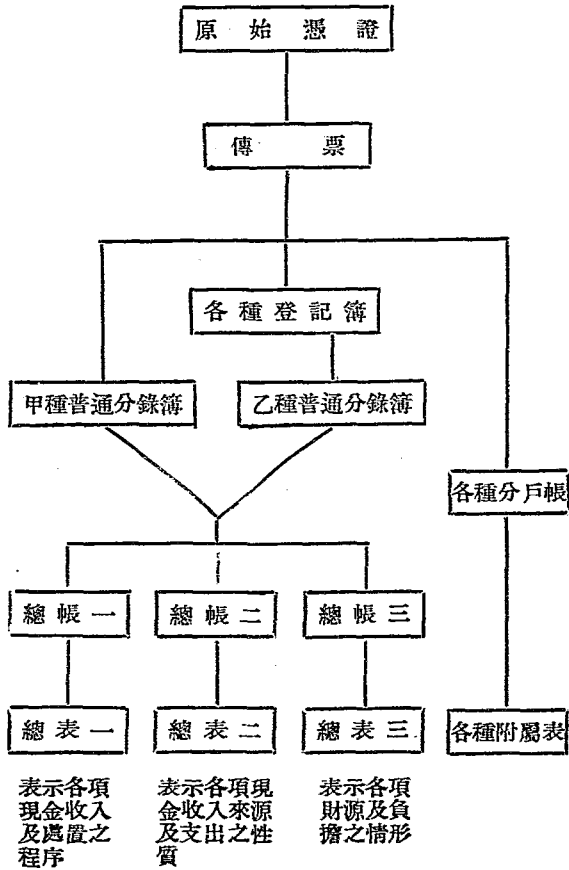 原始憑證
傳票
各種登記簿
甲種普通分錄簿
乙種普通分錄簿
各種分戶帳
總帳一
總帳二
總帳三
總表一
總表二
總表三
各種附屬表
表示各項
現金收入
及處置之
程序
表示各項現
金收入來源
及支出之性
質
表示各項
財源及負
擔之情形